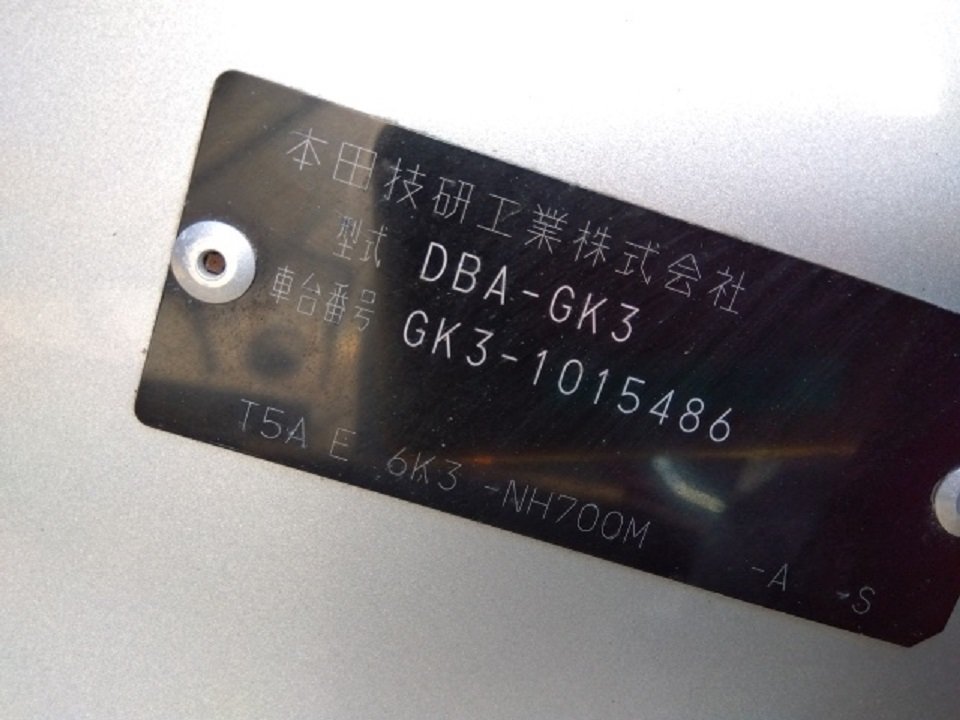 本田技研工業株式会社
型式 DBA-GK3
車台番号 GK3-1015486
T5A E 6K3 -NH700M -A -S